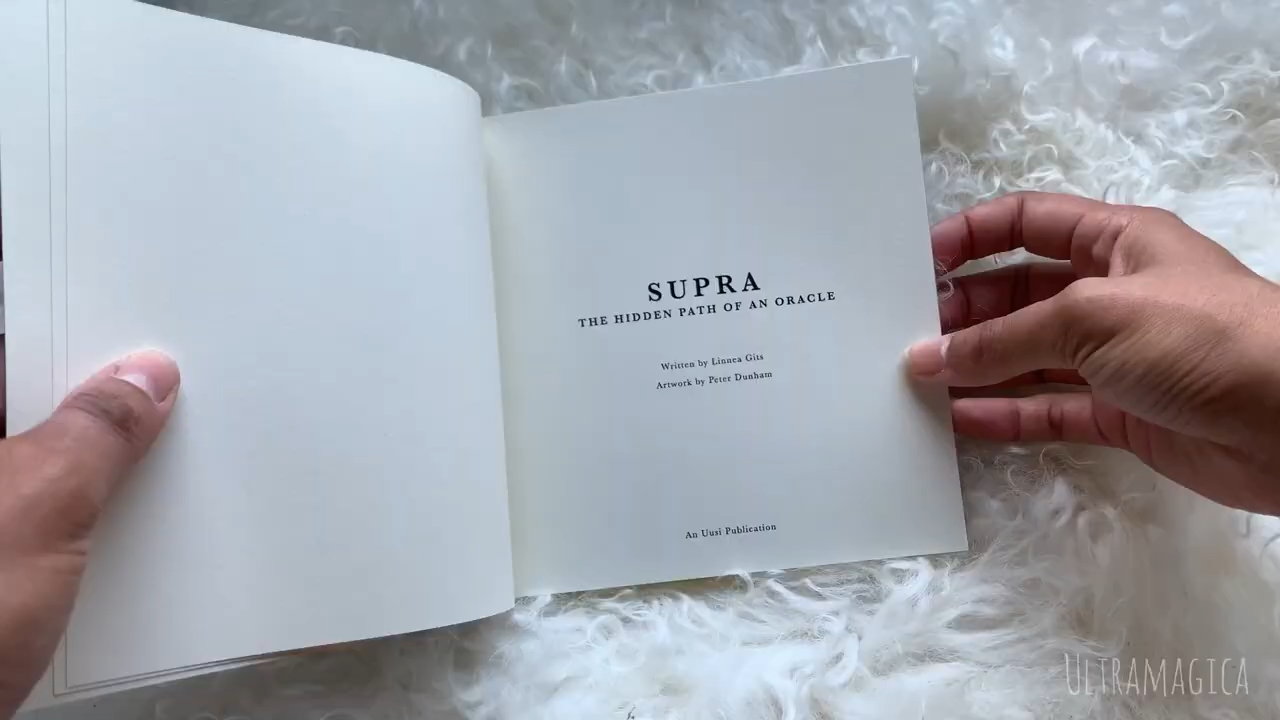 SUPRA
THE HIDDEN PATH OF AN ORACLE
Written by Linnea Gits
Artwork by Peter Dunham
An Uusi Publication
ULTRAMAGICA